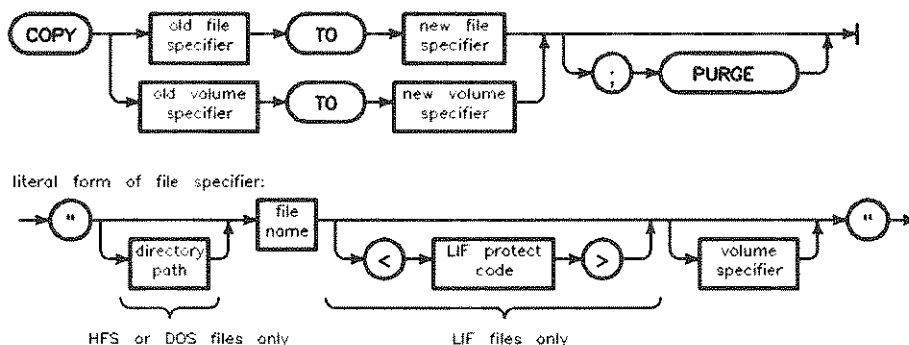 COPY old file specifier TO new file specifier ; PURGE
old volume specifier TO new volume specifier
literal form of file specifier:
" directory path file name < LIF protect code > volume specifier "
HFS or DOS files only LIF files only